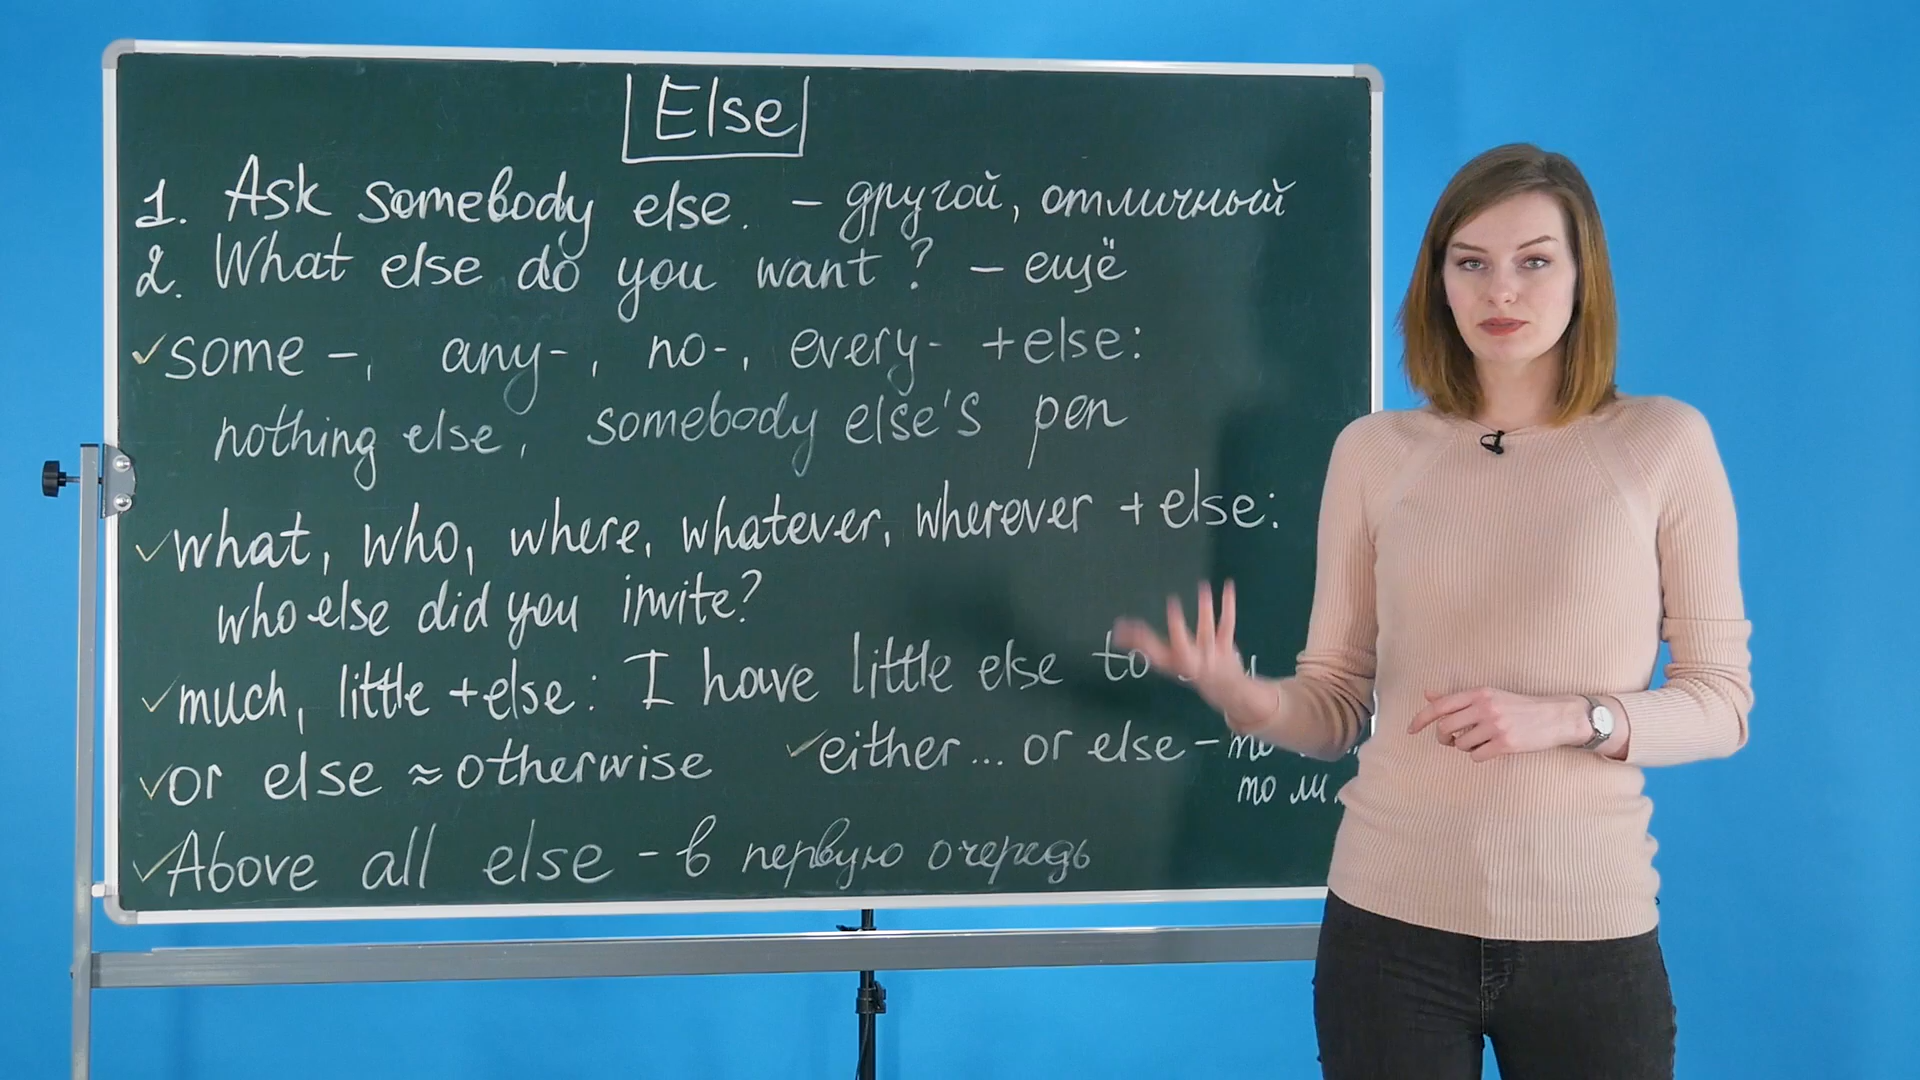 Else
1. Ask somebody else. - другой, отличный
2. What else do you want? - ещё
✓some -, any-, no-, every- +else:
nothing else, somebody else's pen
✓what, who, where, whatever, wherever + else:
who else did you invite?
✓much, little +else: I have little else to
✓or else ≈ otherwise ✓either... or else -
то ли
✓Above all else - в первую очередь